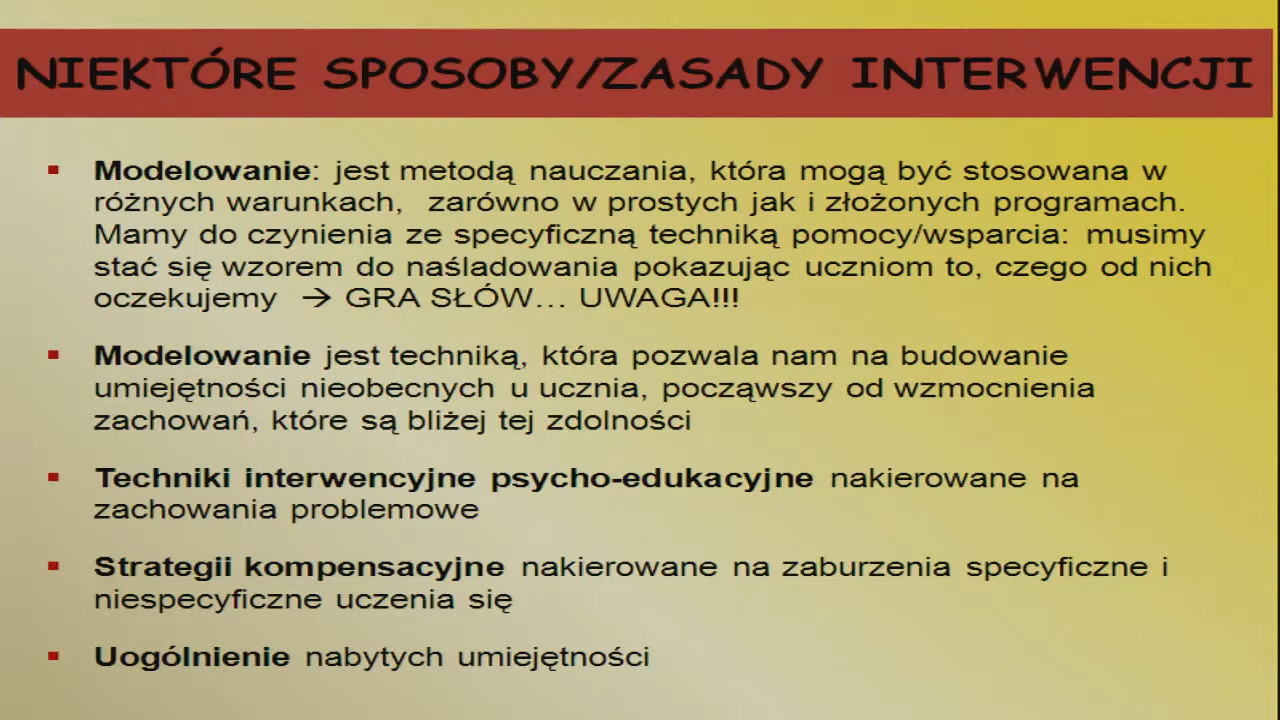 NIEKTÓRE SPOSOBY/ZASADY INTERWENCJI
▪ Modelowanie: jest metodą nauczania, która mogą być stosowana w
różnych warunkach, zarówno w prostych jak i złożonych programach.
Mamy do czynienia ze specyficzną techniką pomocy/wsparcia: musimy
stać się wzorem do naśladowania pokazując uczniom to, czego od nich
oczekujemy → GRA SŁÓW... UWAGA!!!
▪ Modelowanie jest techniką, która pozwala nam na budowanie
umiejętności nieobecnych u ucznia, począwszy od wzmocnienia
zachowań, które są bliżej tej zdolności
▪ Techniki interwencyjne psycho-edukacyjne nakierowane na
zachowania problemowe
▪ Strategii kompensacyjne nakierowane na zaburzenia specyficzne i
niespecyficzne uczenia się
▪ Uogólnienie nabytych umiejętności